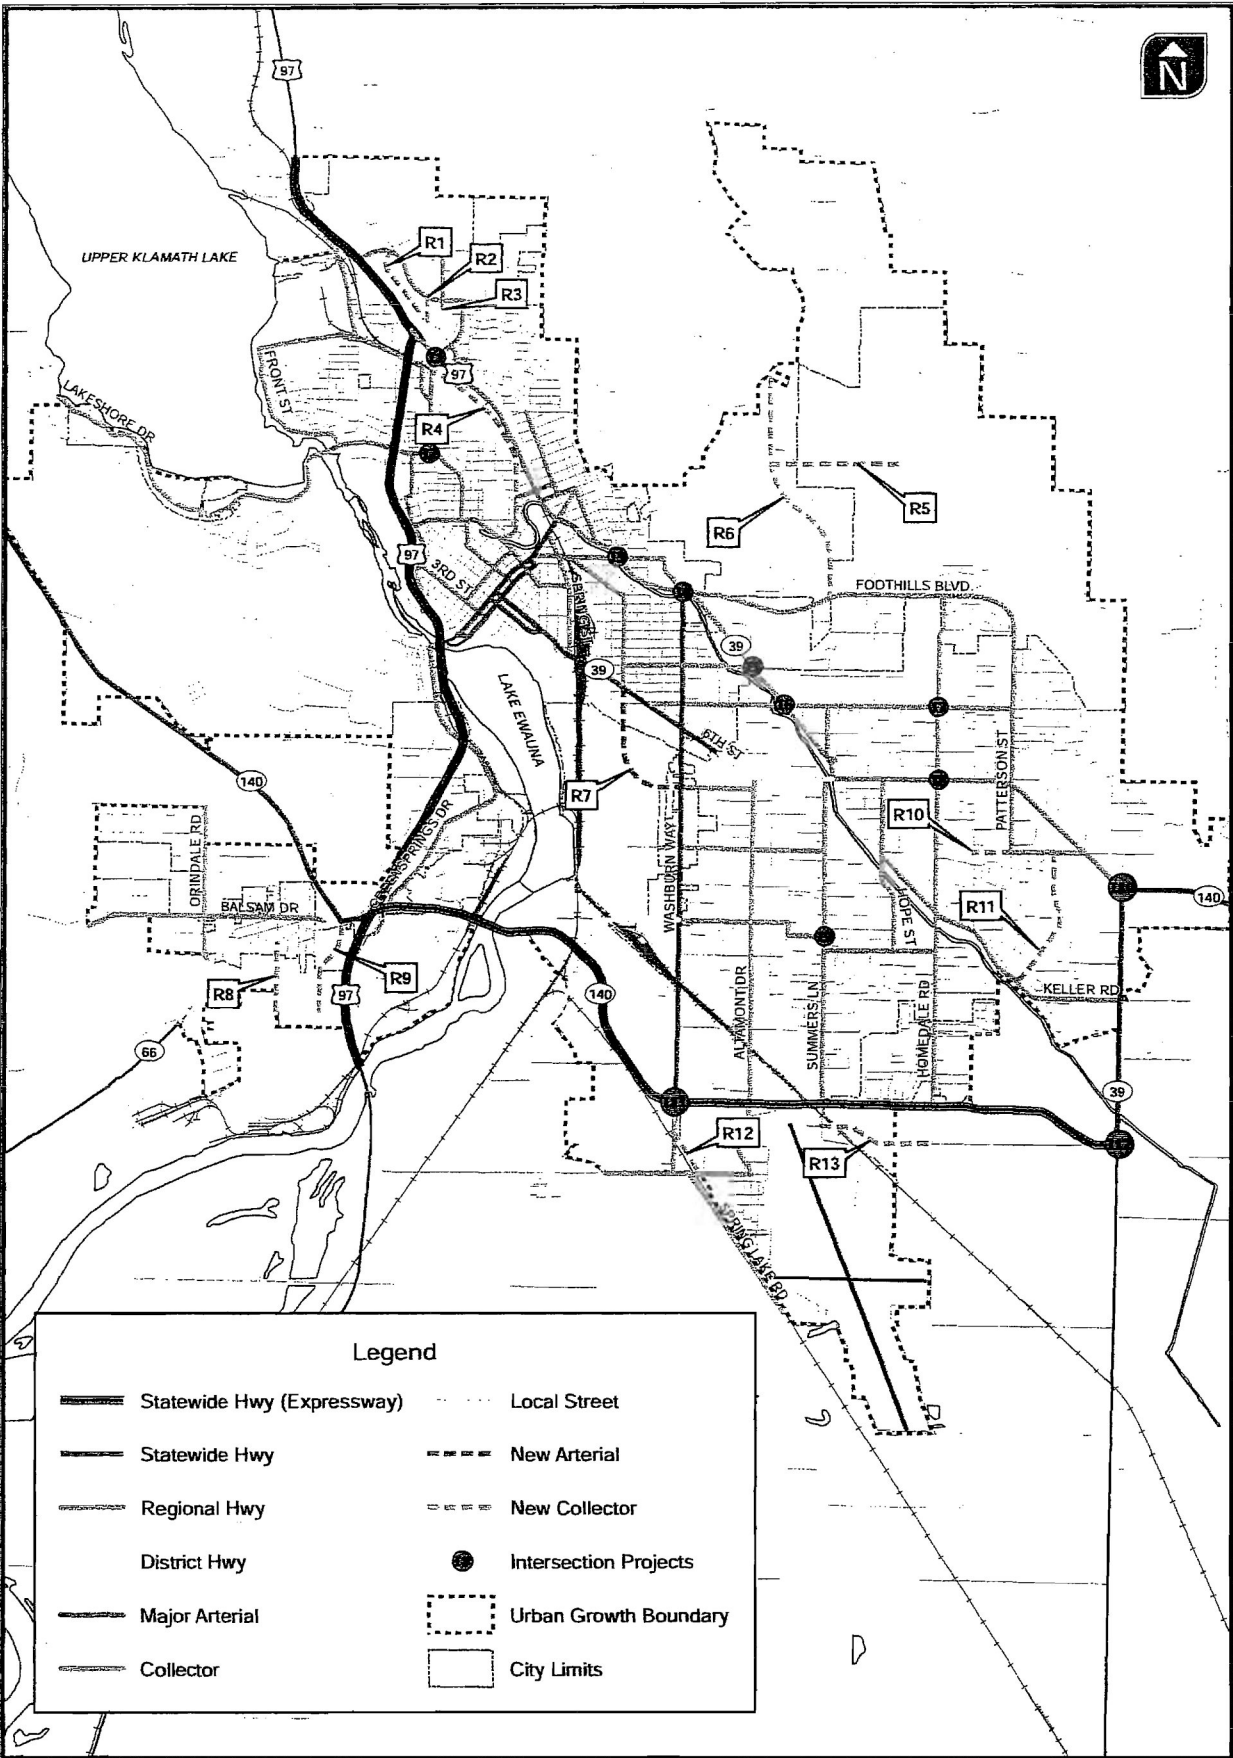 N
97
UPPER KLAMATH LAKE
R1
R2
R3
97
FRONT ST
LAKESHORE DR
R4
R5
R6
97
3RD ST
FOOTHILLS BLVD
39
39
LAKE EWAUNA
S 6TH ST
140
R7
PATTERSON ST
R10
ORINDALE RD
WASHBURN WAY
BALSAM DR
HOPE ST
140
R11
R9
R8
97
140
KELLER RD
ALTAMONT DR
SUMMERS LN
HOMEDALE RD
66
39
R12
R13
SPRING LAKE RD
Legend
Statewide Hwy (Expressway)
Local Street
Statewide Hwy
New Arterial
Regional Hwy
New Collector
District Hwy
Intersection Projects
Major Arterial
Urban Growth Boundary
Collector
City Limits